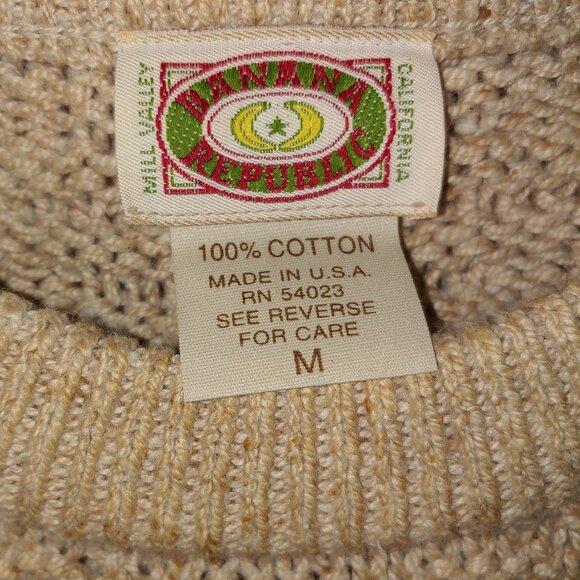 MILL VALLEY
BANANA
REPUBLIC
CALIFORNIA
100% COTTON
MADE IN U.S.A.
RN 54023
SEE REVERSE
FOR CARE
M